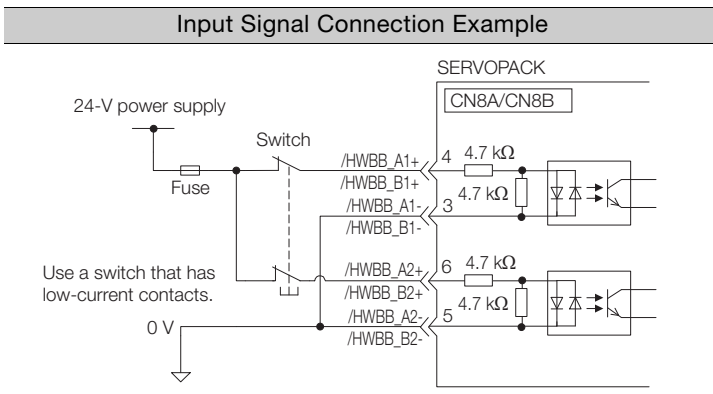 Input Signal Connection Example
SERVOPACK
CN8A/CN8B
24-V power supply
Switch
Fuse
/HWBB_A1+ 4 4.7 kΩ
/HWBB_B1+
4.7 kΩ
/HWBB_A1- 3
/HWBB_B1-
Use a switch that has
low-current contacts.
/HWBB_A2+ 6 4.7 kΩ
/HWBB_B2+
4.7 kΩ
0 V
/HWBB_A2- 5
/HWBB_B2-